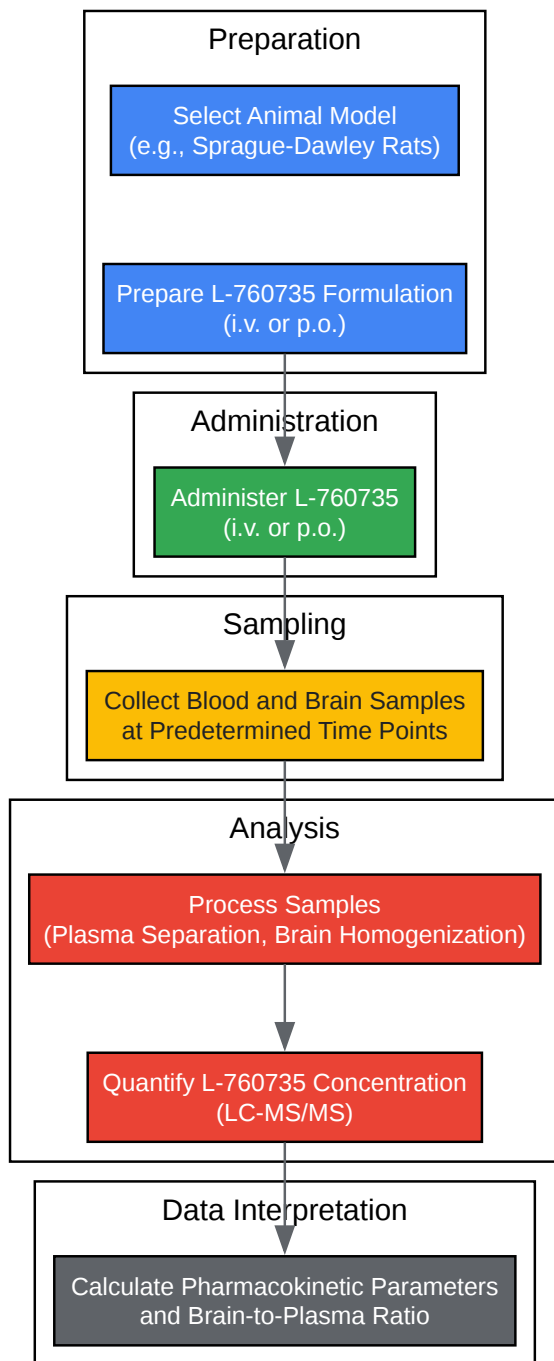 Preparation
Select Animal Model
(e.g., Sprague-Dawley Rats)
Prepare L-760735 Formulation
(i.v. or p.o.)
Administration
Administer L-760735
(i.v. or p.o.)
Sampling
Collect Blood and Brain Samples
at Predetermined Time Points
Analysis
Process Samples
(Plasma Separation, Brain Homogenization)
Quantify L-760735 Concentration
(LC-MS/MS)
Data Interpretation
Calculate Pharmacokinetic Parameters
and Brain-to-Plasma Ratio